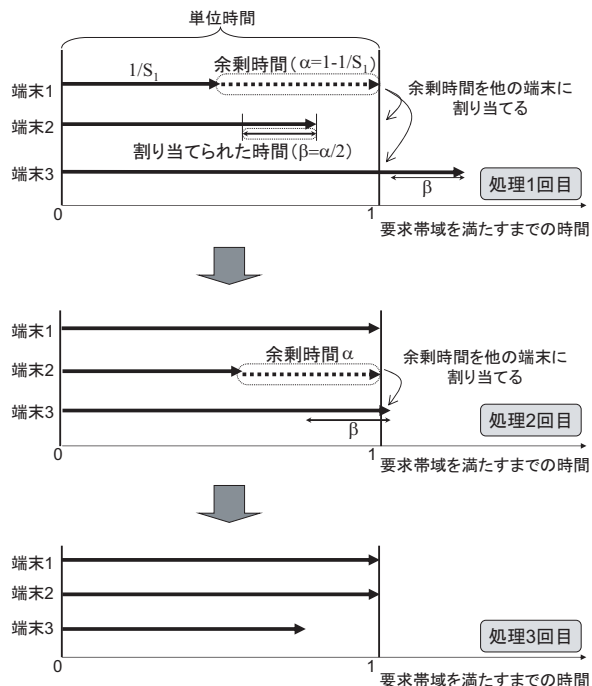 単位時間
1/S1
余剰時間(α=1-1/S1)
端末1
余剰時間を他の端末に
割り当てる
端末2
割り当てられた時間(β=α/2)
端末3
β
処理1回目
0
1
要求帯域を満たすまでの時間
端末1
余剰時間 α
端末2
余剰時間を他の端末に
割り当てる
端末3
β
処理2回目
0
1
要求帯域を満たすまでの時間
端末1
端末2
端末3
処理3回目
0
1
要求帯域を満たすまでの時間